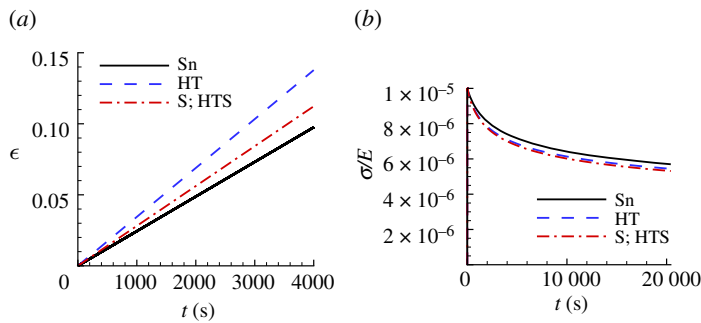 (a)
0.15
0.10
0.05
0
ϵ
Sn
HT
S; HTS
1000
2000
3000
4000
t (s)
(b)
1 × 10⁻⁵
8 × 10⁻⁶
6 × 10⁻⁶
4 × 10⁻⁶
2 × 10⁻⁶
σ/E
Sn
HT
S; HTS
0
10 000
20 000
t (s)